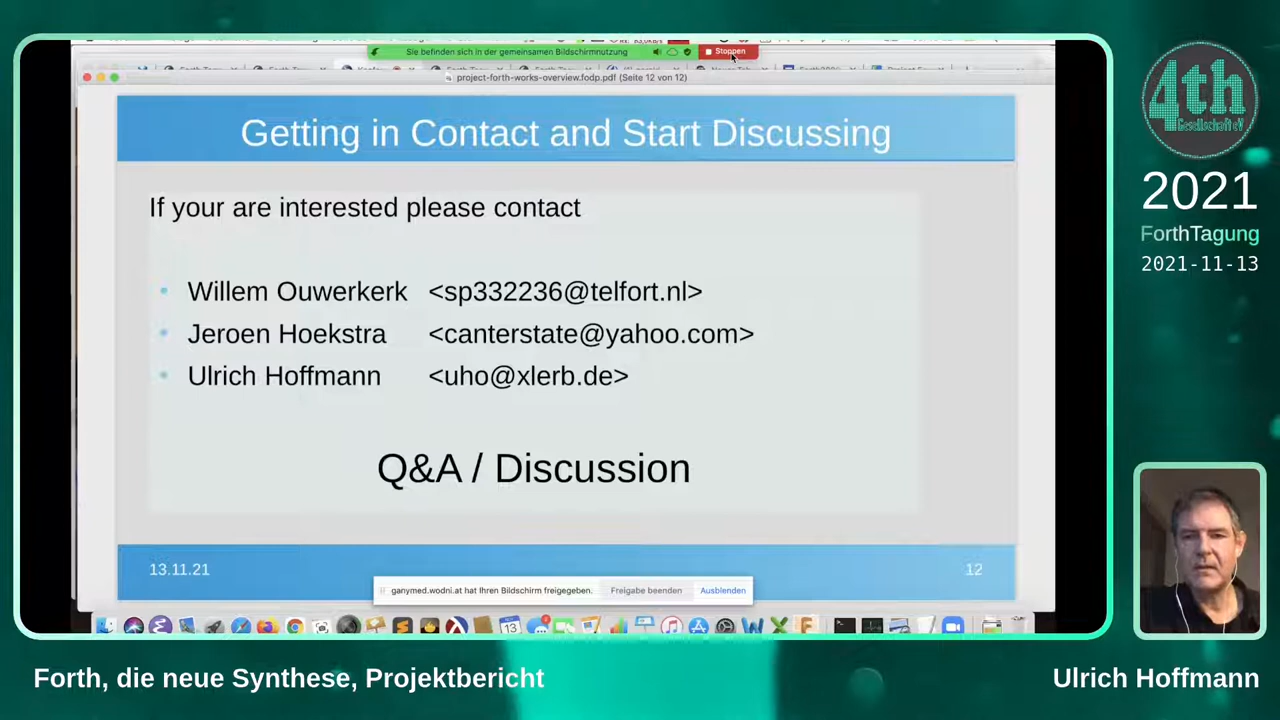 Sie befinden sich in der gemeinsamen Bildschirmnutzung
Stoppen
project-forth-works-overview.fodp.pdf (Seite 12 von 12)
Getting in Contact and Start Discussing
If your are interested please contact
• Willem Ouwerkerk <sp332236@telfort.nl>
• Jeroen Hoekstra <canterstate@yahoo.com>
• Ulrich Hoffmann <uho@xlerb.de>
Q&A / Discussion
13.11.21
12
ganymed.wodni.at hat Ihren Bildschirm freigegeben.
Freigabe beenden
Ausblenden
4th
Gesellschaft eV
2021
ForthTagung
2021-11-13
Forth, die neue Synthese, Projektbericht
Ulrich Hoffmann